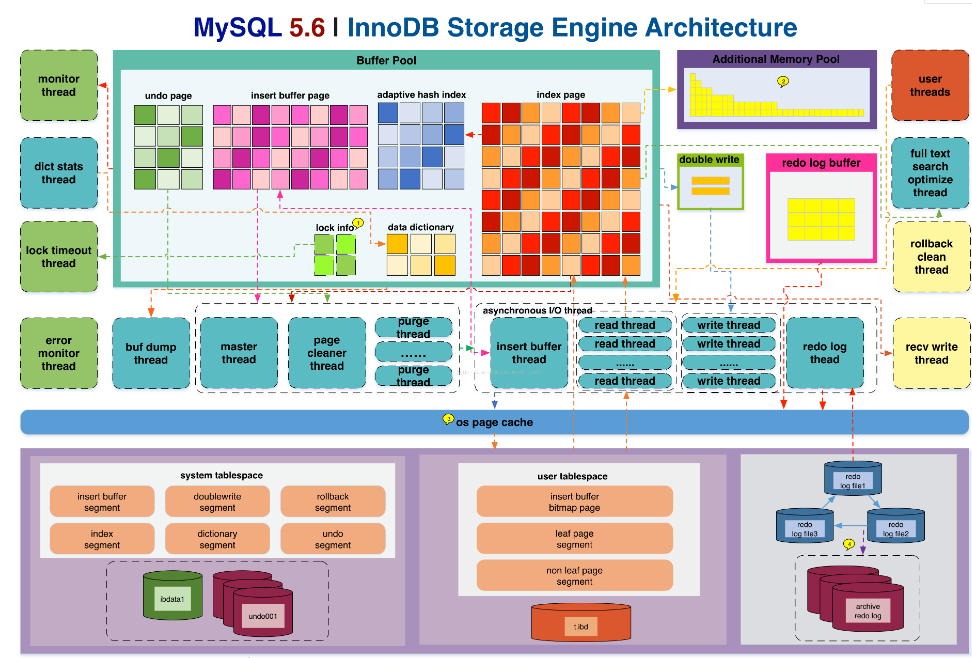 MySQL 5.6 | InnoDB Storage Engine Architecture
monitor
thread
dict stats
thread
lock timeout
thread
error
monitor
thread
Buffer Pool
undo page
insert buffer page
adaptive hash index
index page
lock info
1
data dictionary
Additional Memory Pool
double write
redo log buffer
user
threads
full text
search
optimize
thread
rollback
clean
thread
recv write
thread
buf dump
thread
master
thread
page
cleaner
thread
purge
thread
......
purge
thread
asynchronous I/O thread
insert buffer
thread
read thread
read thread
......
read thread
write thread
write thread
......
write thread
redo log
thead
os page cache
system tablespace
insert buffer
segment
doublewrite
segment
rollback
segment
index
segment
dictionary
segment
undo
segment
ibdata1
undo001
user tablespace
insert buffer
bitmap page
leaf page
segment
non leaf page
segment
t.ibd
redo
log file1
redo
log file3
redo
log file2
4
archive
redo log